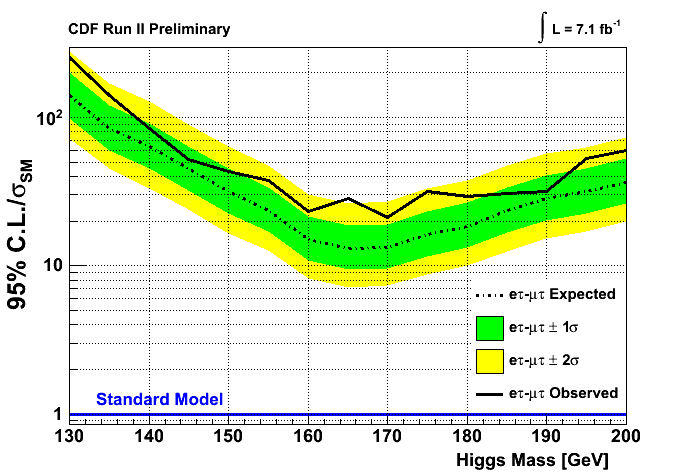 CDF Run II Preliminary
∫ L = 7.1 fb⁻¹
95% C.L./σ_SM
10²
10
1
eτ-μτ Expected
eτ-μτ ± 1σ
eτ-μτ ± 2σ
eτ-μτ Observed
Standard Model
130 140 150 160 170 180 190 200
Higgs Mass [GeV]